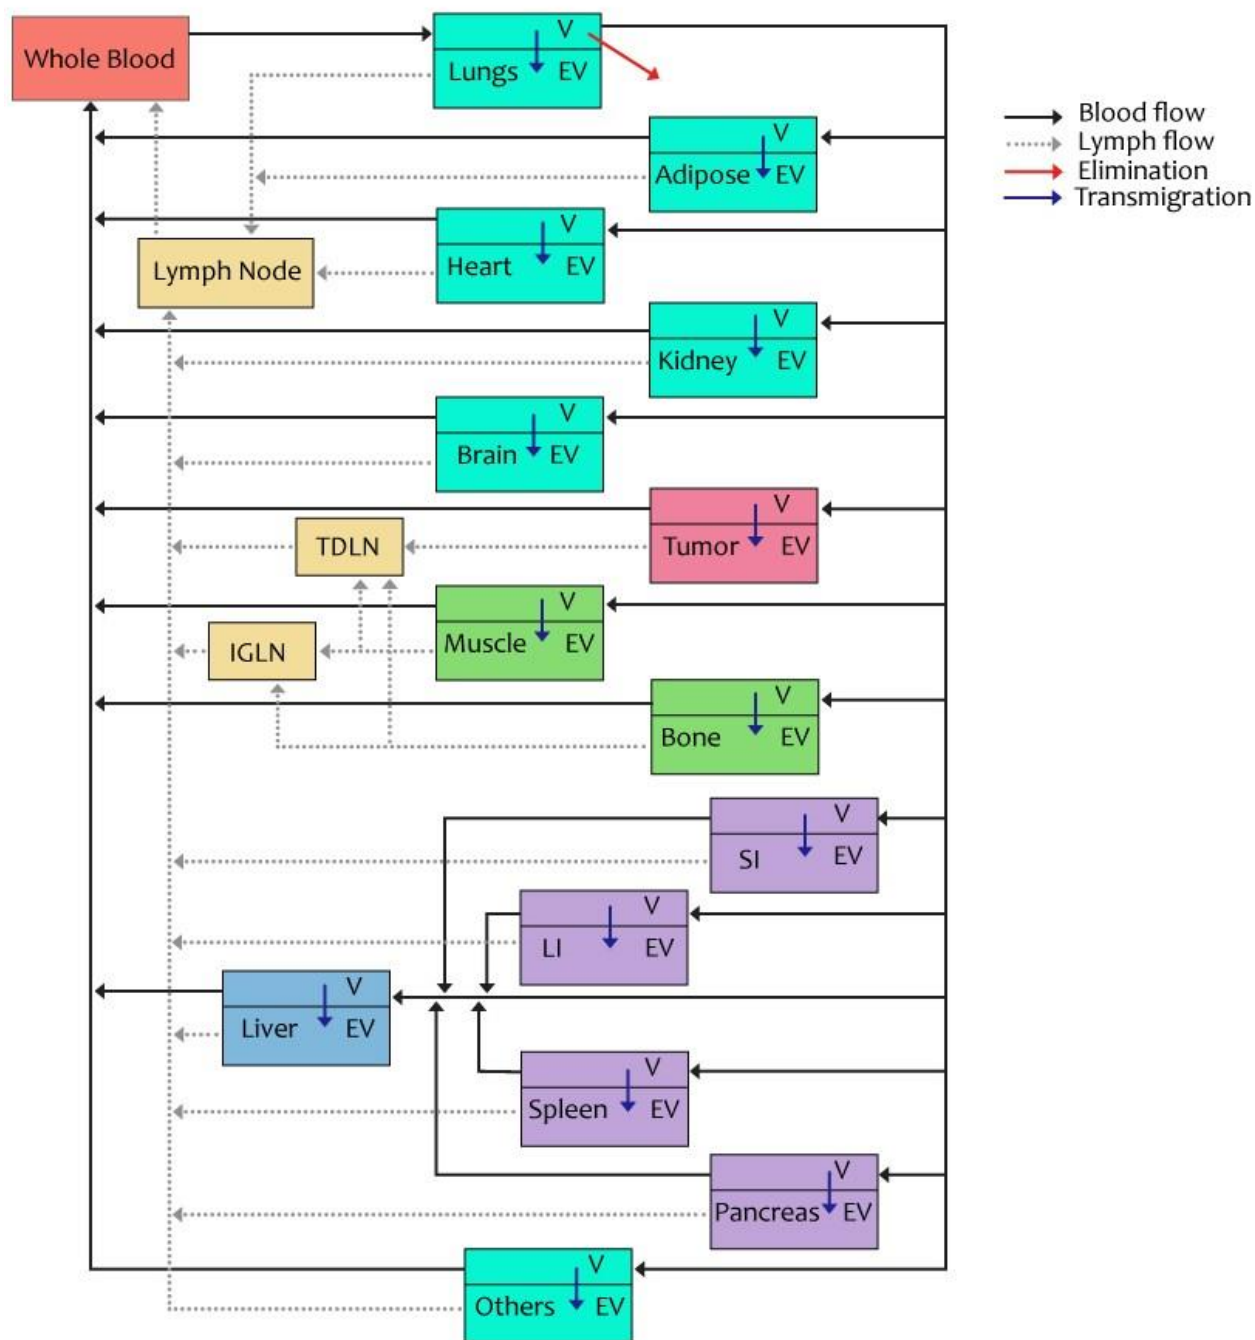 Whole Blood
V
Lungs EV
Blood flow
Lymph flow
Elimination
Transmigration
V
Adipose EV
V
Heart EV
Lymph Node
V
Kidney EV
V
Brain EV
V
Tumor EV
TDLN
V
Muscle EV
IGLN
V
Bone EV
V
SI EV
V
LI EV
V
Liver EV
V
Spleen EV
V
Pancreas EV
V
Others EV